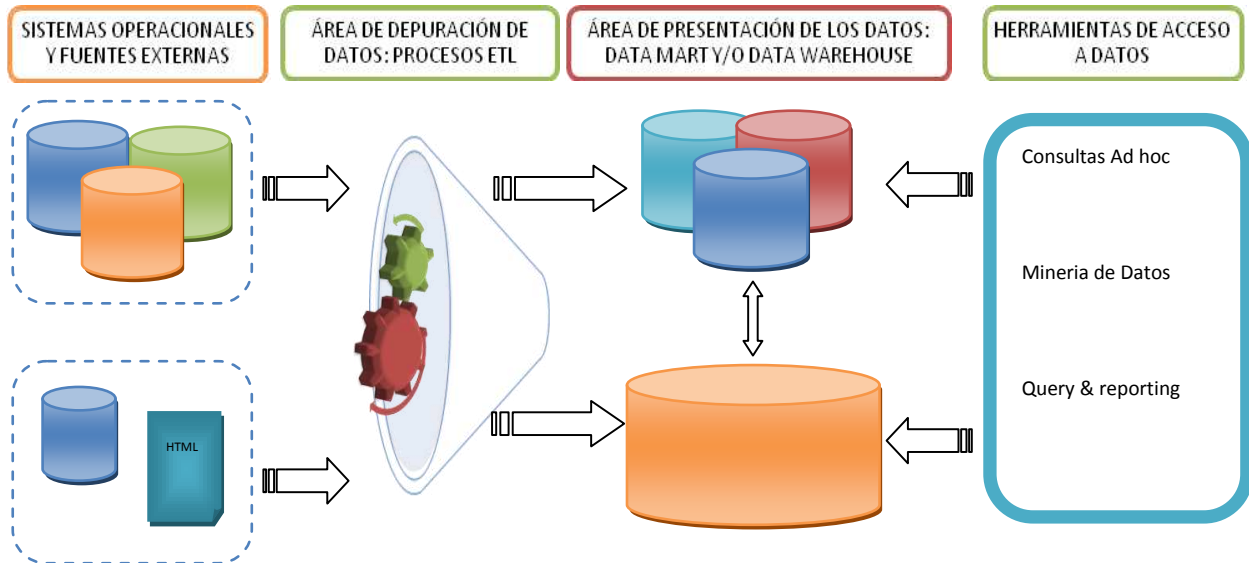 SISTEMAS OPERACIONALES
Y FUENTES EXTERNAS
ÁREA DE DEPURACIÓN DE
DATOS: PROCESOS ETL
ÁREA DE PRESENTACIÓN DE LOS DATOS:
DATA MART Y/O DATA WAREHOUSE
HERRAMIENTAS DE ACCESO
A DATOS
Consultas Ad hoc
Mineria de Datos
Query & reporting
HTML